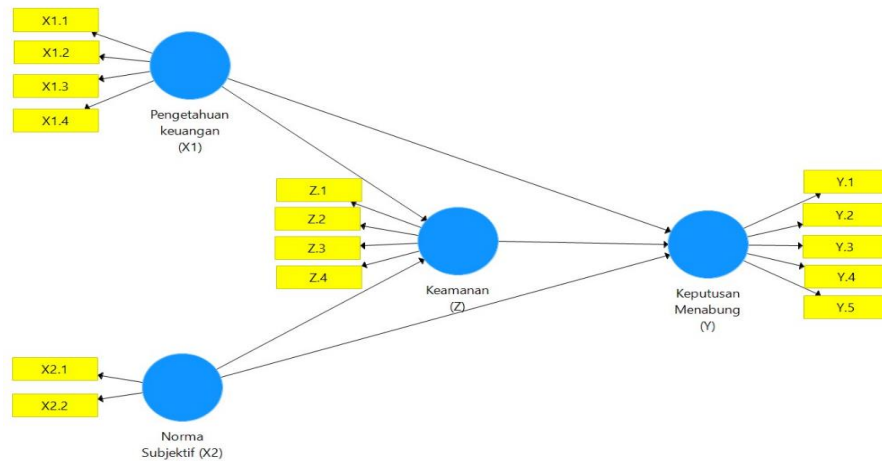 X1.1
X1.2
X1.3
X1.4
Pengetahuan
keuangan
(X1)
Z.1
Z.2
Z.3
Z.4
Keamanan
(Z)
Y.1
Y.2
Y.3
Y.4
Y.5
Keputusan
Menabung
(Y)
X2.1
X2.2
Norma
Subjektif (X2)